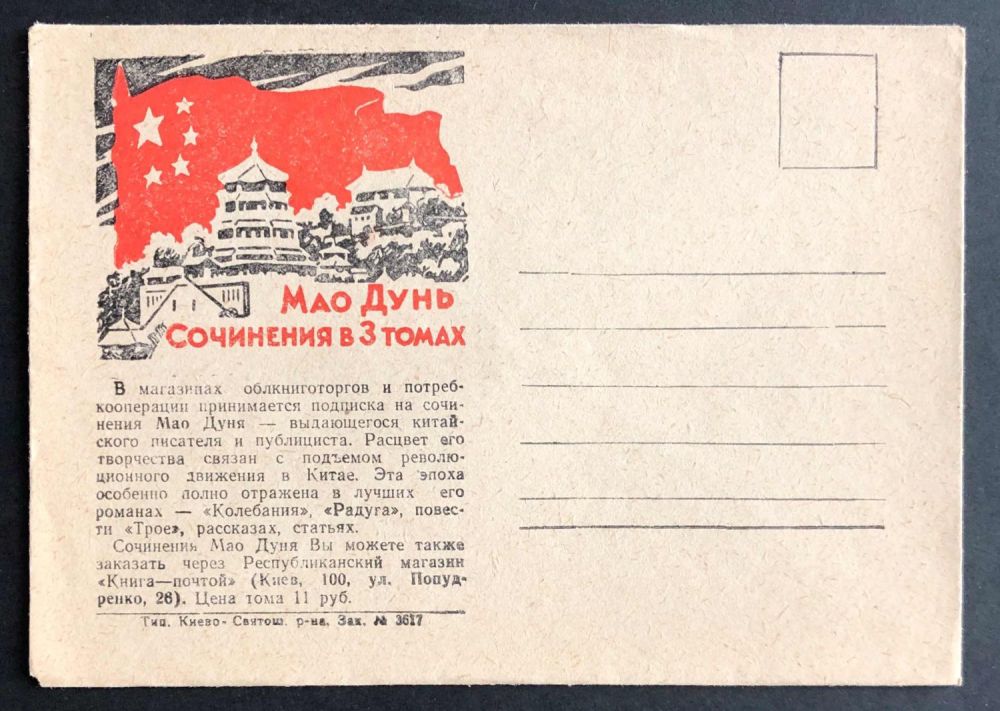 Мао Дунь
Сочинения в 3 томах
В магазинах облкниготоргов и потреб-
кооперации принимается подписка на сочи-
нения Мао Дуня — выдающегося китай-
ского писателя и публициста. Расцвет его
творчества связан с подъемом револю-
ционного движения в Китае. Эта эпоха
особенно полно отражена в лучших его
романах — «Колебания», «Радуга», повес-
ти «Трое», рассказах, статьях.
Сочинения Мао Дуня Вы можете также
заказать через Республиканский магазин
«Книга—почтой» (Киев, 100, ул. Попуд-
ренко, 26). Цена тома 11 руб.
Тип. Киево-Святош. р-на. Зак. № 3617